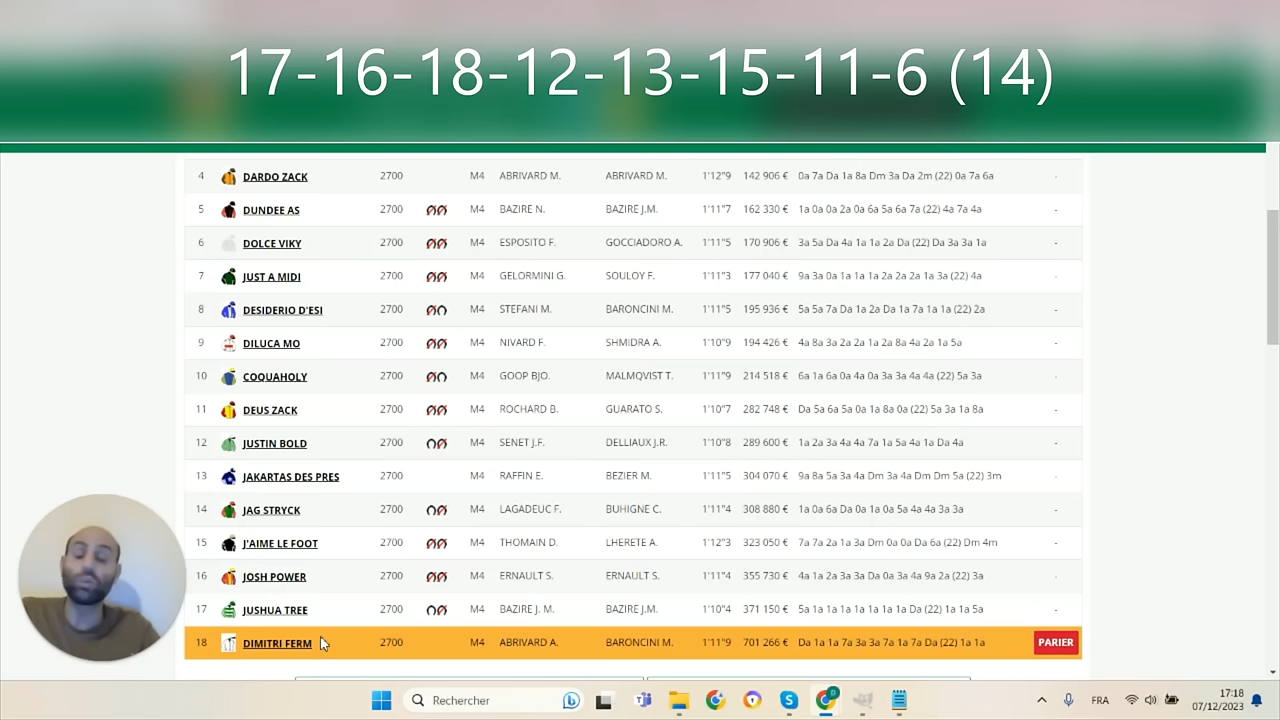 17-16-18-12-13-15-11-6 (14)
4 DARDO ZACK 2700 M4 ABRIVARD M. ABRIVARD M. 1'12"9 142 906 € 0a 7a Da 1a 8a Dm 3a Da 2m (22) 0a 7a 6a -
5 DUNDEE AS 2700 M4 BAZIRE N. BAZIRE J.M. 1'11"7 162 330 € 1a 0a 0a 2a 0a 6a 5a 6a 7a (22) 4a 7a 4a -
6 DOLCE VIKY 2700 M4 ESPOSITO F. GOCCIADORO A. 1'11"5 170 906 € 3a 5a Da 4a 1a 1a 2a Da (22) Da 3a 3a 1a -
7 JUST A MIDI 2700 M4 GELORMINI G. SOULOY F. 1'11"3 177 040 € 9a 3a 0a 1a 1a 1a 2a 2a 2a 1a 3a (22) 4a -
8 DESIDERIO D'ESI 2700 M4 STEFANI M. BARONCINI M. 1'11"5 195 936 € 5a 5a 7a Da 1a 2a Da 1a 7a 1a 1a (22) 2a -
9 DILUCA MO 2700 M4 NIVARD F. SHMIDRA A. 1'10"9 194 426 € 4a 8a 3a 2a 2a 1a 2a 8a 4a 2a 1a 5a -
10 COQUAHOLY 2700 M4 GOOP BJO. MALMQVIST T. 1'11"9 214 518 € 6a 1a 6a 0a 4a 0a 3a 3a 4a 4a (22) 5a 3a -
11 DEUS ZACK 2700 M4 ROCHARD B. GUARATO S. 1'10"7 282 748 € Da 5a 6a 5a 0a 1a 8a 0a (22) 5a 3a 1a 8a -
12 JUSTIN BOLD 2700 M4 SENET J.F. DELLIAUX J.R. 1'10"8 289 600 € 1a 2a 3a 4a 4a 7a 1a 5a 4a 1a Da 4a -
13 JAKARTAS DES PRES 2700 M4 RAFFIN E. BEZIER M. 1'11"5 304 070 € 9a 8a 5a 3a 4a Dm 3a 4a Dm Dm 5a (22) 3m -
14 JAG STRYCK 2700 M4 LAGADEUC F. BUHIGNE C. 1'11"4 308 880 € 1a 0a 6a Da 0a 1a 0a 5a 4a 4a 3a 3a -
15 J'AIME LE FOOT 2700 M4 THOMAIN D. LHERETE A. 1'12"3 323 050 € 7a 7a 2a 1a 3a Dm 0a 0a Da 6a (22) Dm 4m -
16 JOSH POWER 2700 M4 ERNAULT S. ERNAULT S. 1'11"4 355 730 € 4a 1a 2a 3a 3a Da 0a 3a 4a 9a 2a (22) 3a -
17 JUSHUA TREE 2700 M4 BAZIRE J. M. BAZIRE J.M. 1'10"4 371 150 € 5a 1a 1a 1a 1a 1a 1a 1a Da (22) 1a 1a 5a -
18 DIMITRI FERM 2700 M4 ABRIVARD A. BARONCINI M. 1'11"9 701 266 € Da 1a 1a 7a 3a 3a 7a 1a 7a Da (22) 1a 1a PARIER
Rechercher FRA 17:18
07/12/2023